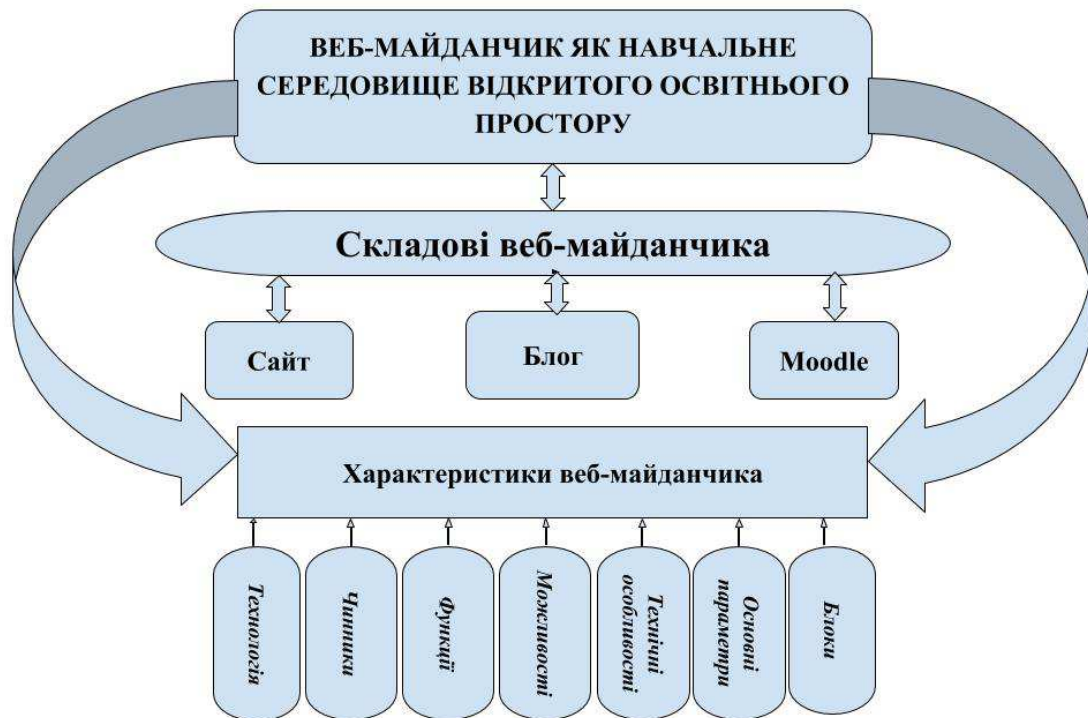 ВЕБ-МАЙДАНЧИК ЯК НАВЧАЛЬНЕ
СЕРЕДОВИЩЕ ВІДКРИТОГО ОСВІТНЬОГО
ПРОСТОРУ
Складові веб-майданчика
Сайт
Блог
Moodle
Характеристики веб-майданчика
Технологія
Чинники
Функції
Можливості
Технічні
особливості
Основні
параметри
Блоки